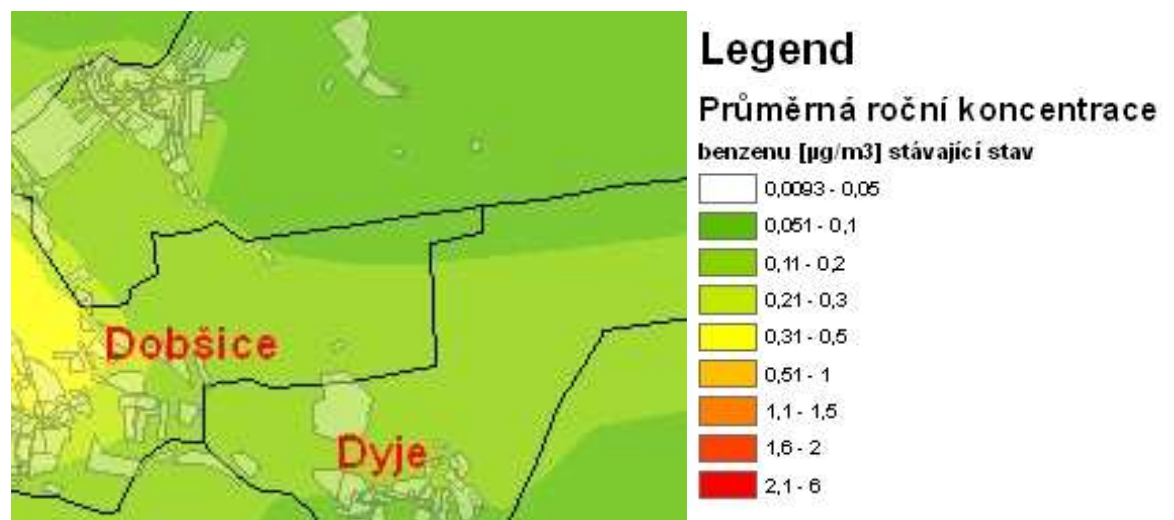 Dobšice
Dyje
Legend
Průměrná roční koncentrace
benzenu [µg/m3] stávající stav
0,0093 - 0,05
0,051 - 0,1
0,11 - 0,2
0,21 - 0,3
0,31 - 0,5
0,51 - 1
1,1 - 1,5
1,6 - 2
2,1 - 6